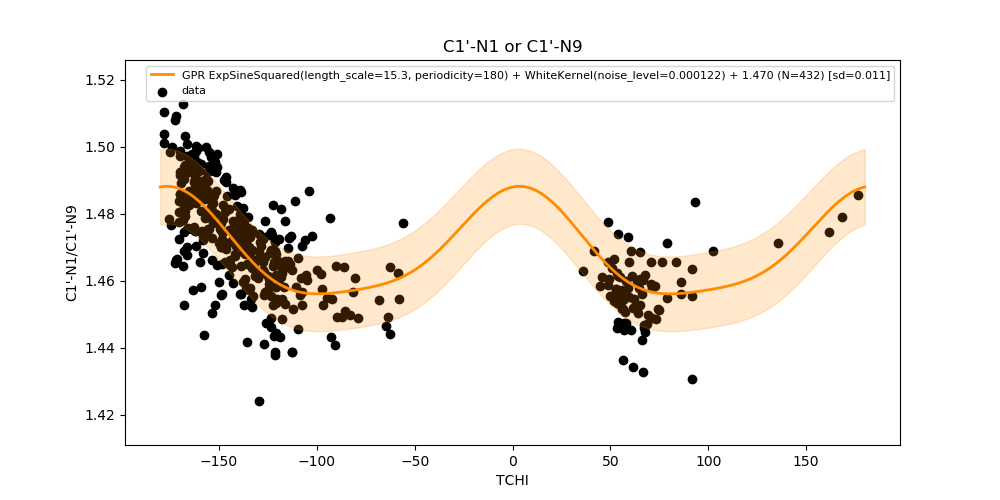 C1'-N1 or C1'-N9
GPR ExpSineSquared(length_scale=15.3, periodicity=180) + WhiteKernel(noise_level=0.000122) + 1.470 (N=432) [sd=0.011]
data
1.52
1.50
1.48
1.46
1.44
1.42
C1'-N1/C1'-N9
−150
−100
−50
0
50
100
150
TCHI